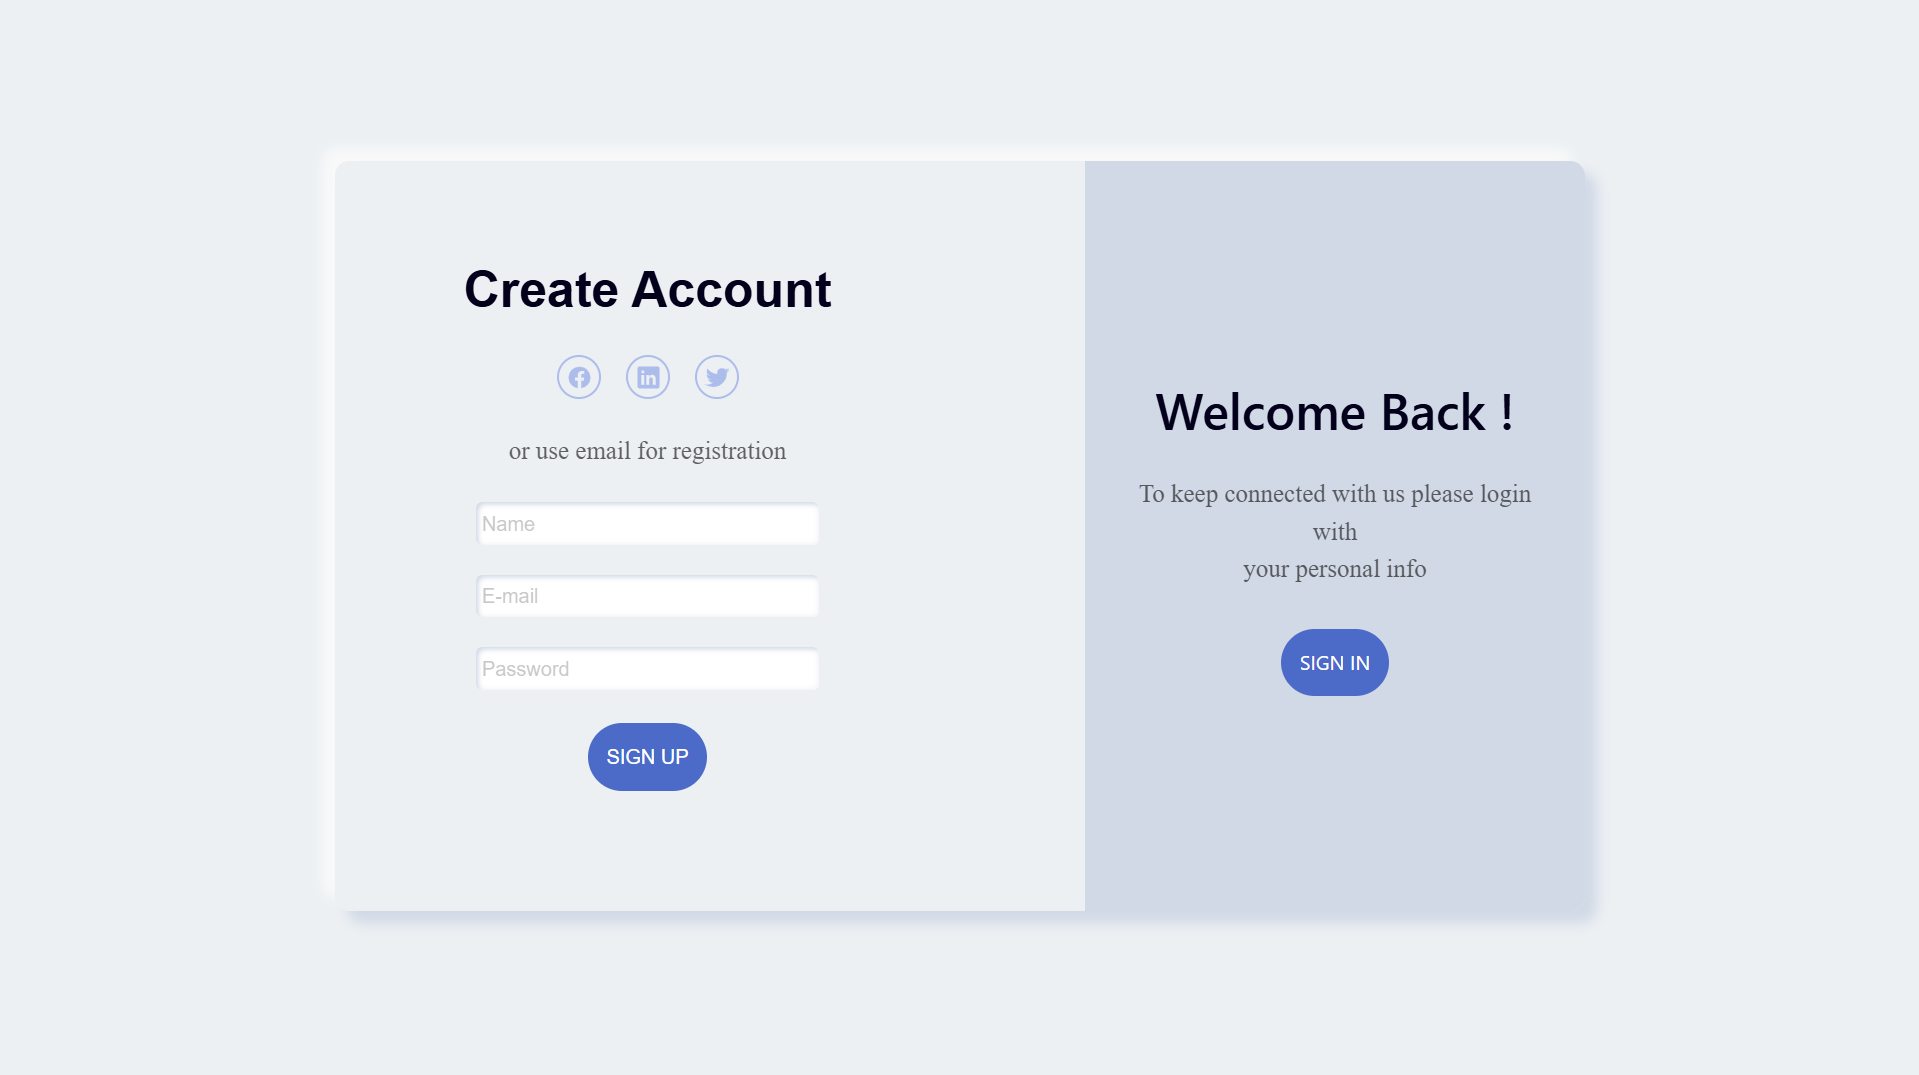 Create Account
or use email for registration
Name
E-mail
Password
SIGN UP
Welcome Back !
To keep connected with us please login
with
your personal info
SIGN IN